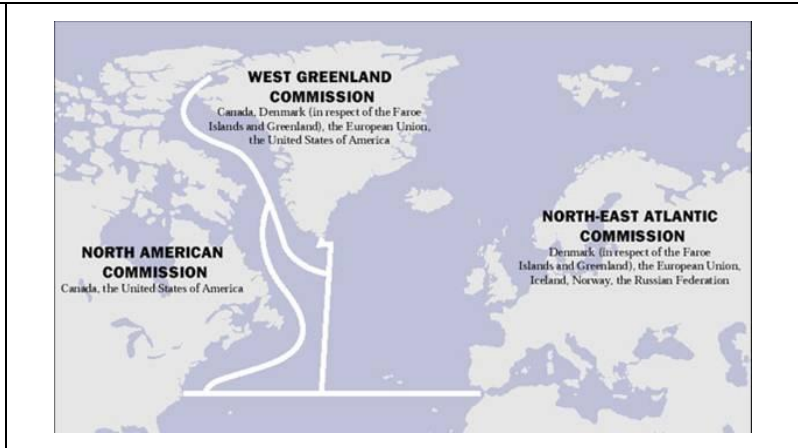 WEST GREENLAND
COMMISSION
Canada, Denmark (in respect of the Faroe
Islands and Greenland), the European Union,
the United States of America
NORTH-EAST ATLANTIC
COMMISSION
Denmark (in respect of the Faroe
Islands and Greenland), the European Union,
Iceland, Norway, the Russian Federation
NORTH AMERICAN
COMMISSION
Canada, the United States of America